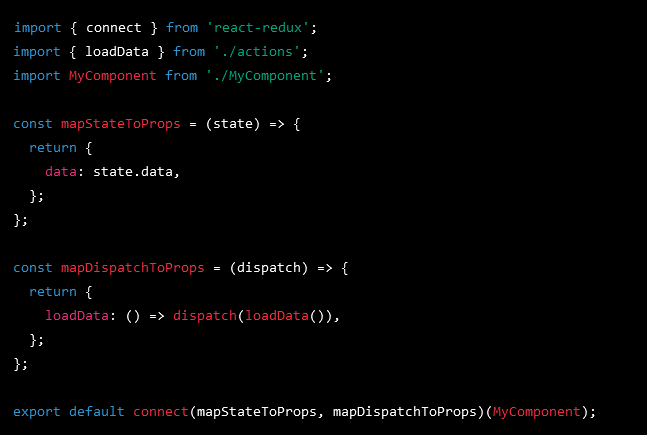 import { connect } from 'react-redux';
import { loadData } from './actions';
import MyComponent from './MyComponent';

const mapStateToProps = (state) => {
  return {
    data: state.data,
  };
};

const mapDispatchToProps = (dispatch) => {
  return {
    loadData: () => dispatch(loadData()),
  };
};

export default connect(mapStateToProps, mapDispatchToProps)(MyComponent);